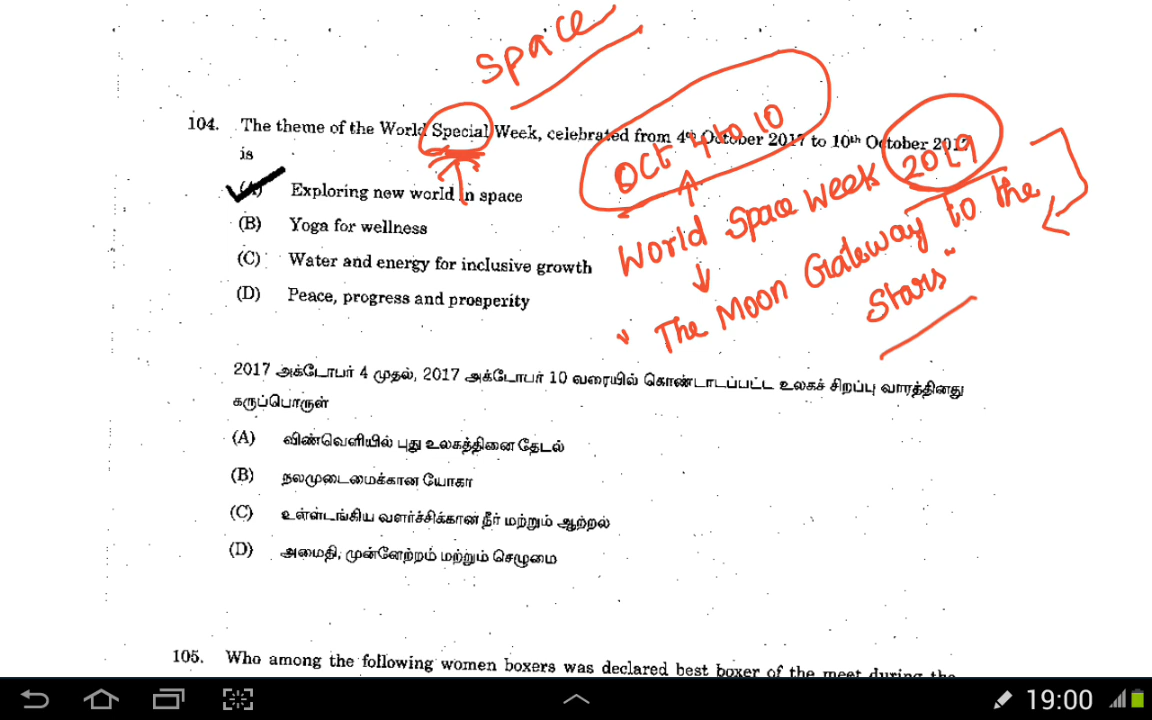 space
104. The theme of the World Special Week, celebrated from 4th October 2017 to 10th October 2017
is
Oct 4 to 10
World Space Week 2019
" The Moon Gateway to the
Stars"
(A) Exploring new world in space
(B) Yoga for wellness
(C) Water and energy for inclusive growth
(D) Peace, progress and prosperity
2017 அக்டோபர் 4 முதல், 2017 அக்டோபர் 10 வரையில் கொண்டாடப்பட்ட உலகச் சிறப்பு வாரத்தினது
கருப்பொருள்
(A) விண்வெளியில் புது உலகத்தினை தேடல்
(B) நலமுடைமைக்கான யோகா
(C) உள்ளடங்கிய வளர்ச்சிக்கான நீர் மற்றும் ஆற்றல்
(D) அமைதி, முன்னேற்றம் மற்றும் செழுமை
105. Who among the following women boxers was declared best boxer of the meet during the
19:00